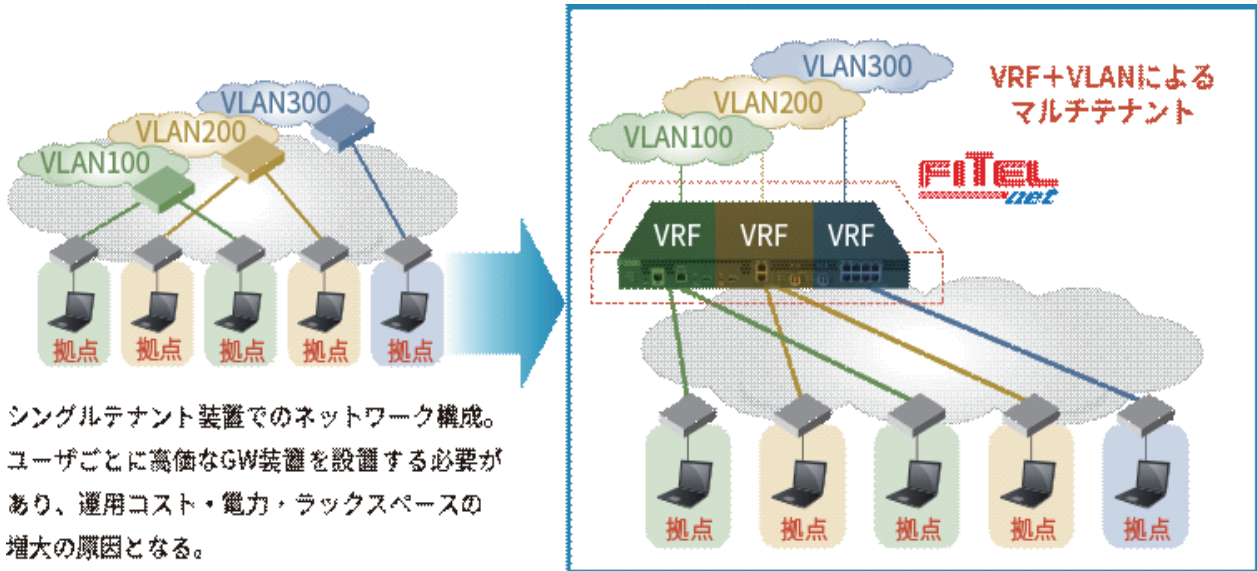 VLAN300
VLAN200
VLAN100
拠点
拠点
拠点
拠点
拠点
シングルテナント装置でのネットワーク構成。
ユーザごとに高価なGW装置を設置する必要が
あり、運用コスト・電力・ラックスペースの
増大の原因となる。
VLAN300
VLAN200
VLAN100
VRF+VLANによる
マルチテナント
FITEL
net
VRF
VRF
VRF
拠点
拠点
拠点
拠点
拠点